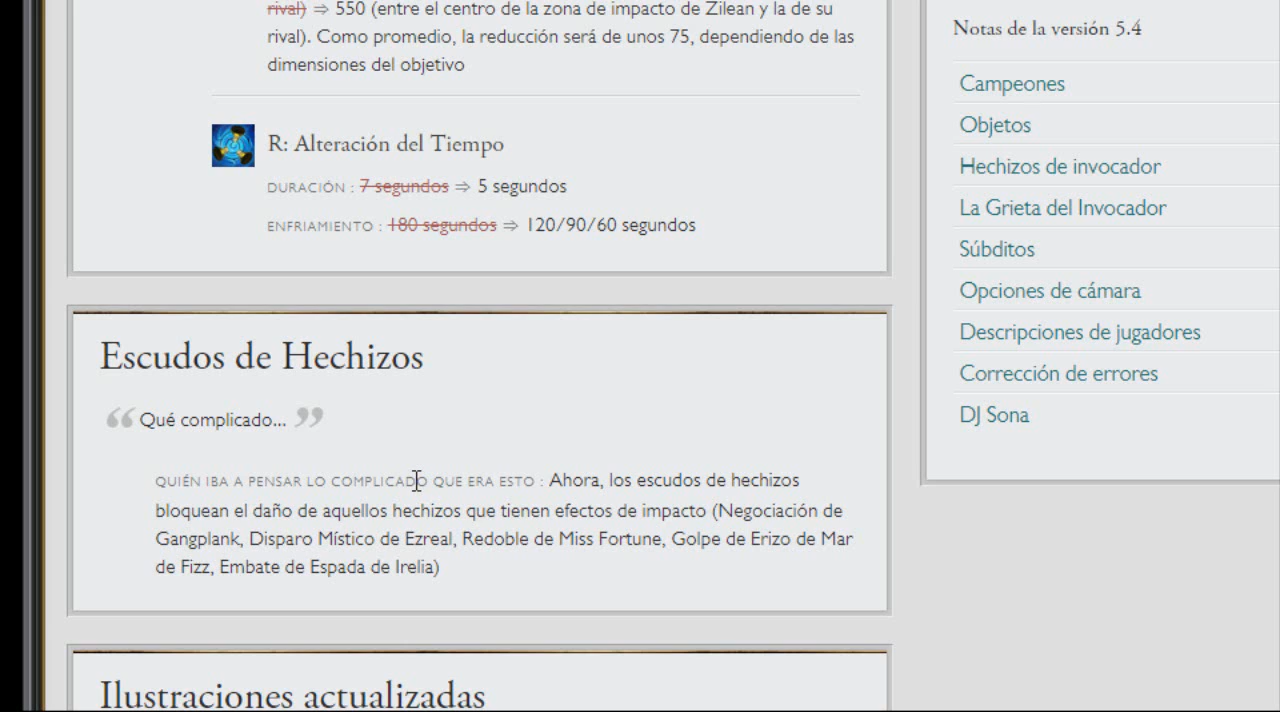 rival) ⇒ 550 (entre el centro de la zona de impacto de Zilean y la de su
rival). Como promedio, la reducción será de unos 75, dependiendo de las
dimensiones del objetivo
R: Alteración del Tiempo
DURACIÓN : 7 segundos ⇒ 5 segundos
ENFRIAMIENTO : 180 segundos ⇒ 120/90/60 segundos
Escudos de Hechizos
“ Qué complicado... ”
QUIÉN IBA A PENSAR LO COMPLICADO QUE ERA ESTO : Ahora, los escudos de hechizos
bloquean el daño de aquellos hechizos que tienen efectos de impacto (Negociación de
Gangplank, Disparo Místico de Ezreal, Redoble de Miss Fortune, Golpe de Erizo de Mar
de Fizz, Embate de Espada de Irelia)
Ilustraciones actualizadas
Notas de la versión 5.4
Campeones
Objetos
Hechizos de invocador
La Grieta del Invocador
Súbditos
Opciones de cámara
Descripciones de jugadores
Corrección de errores
DJ Sona